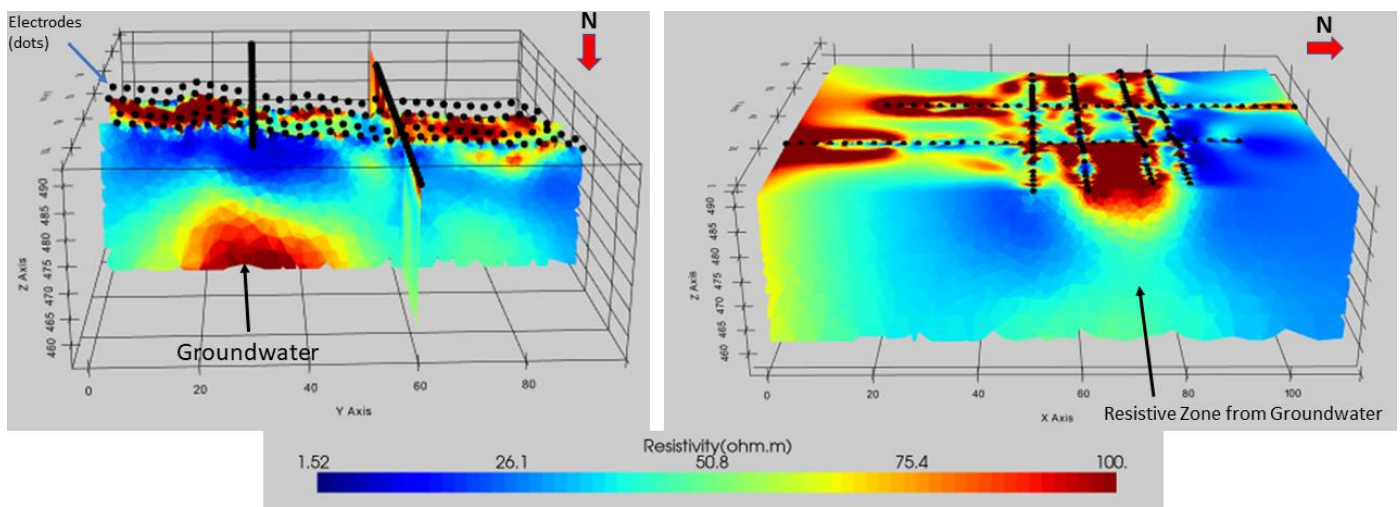 Electrodes
(dots)
N
N
490
485
480
475
470
465
460
Z Axis
Groundwater
0
20
40
60
80
Y Axis
490
485
480
475
470
465
460
Z Axis
0
20
40
60
80
100
X Axis
Resistive Zone from Groundwater
Resistivity(ohm.m)
1.52
26.1
50.8
75.4
100.